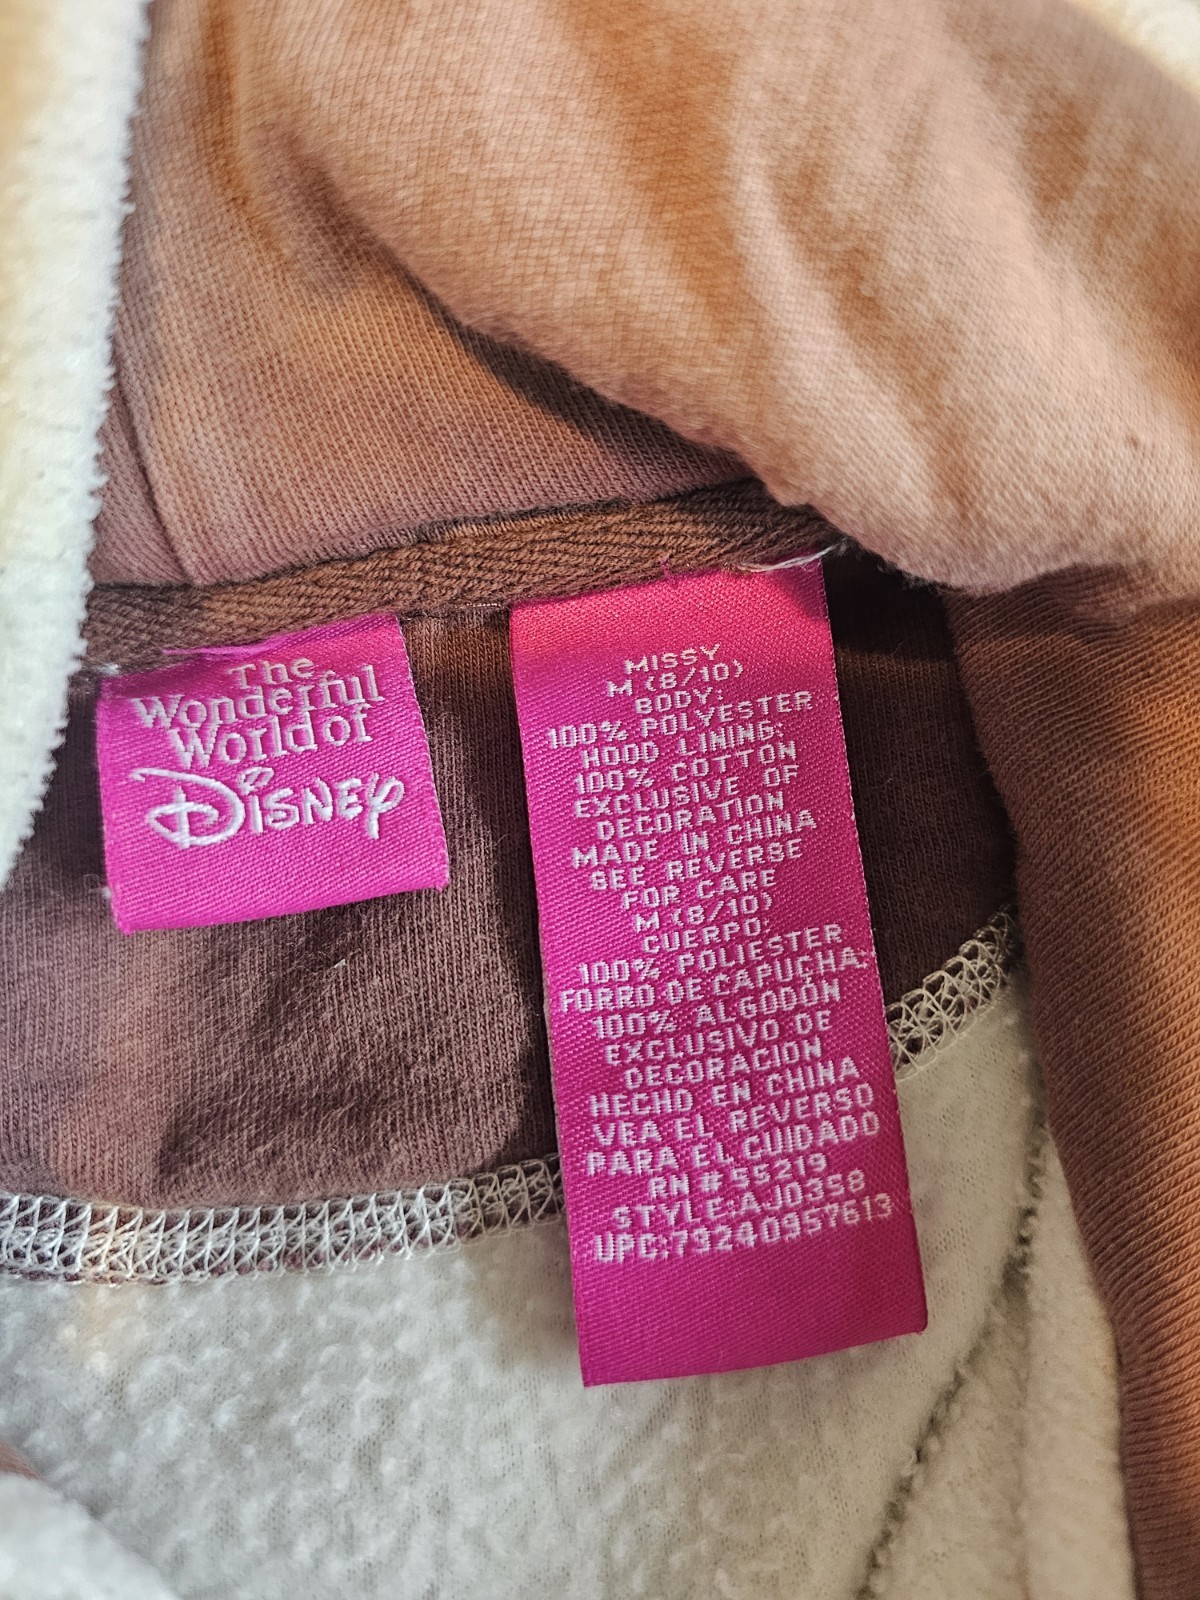 The
Wonderful
World of
Disney
MISSY
M (8/10)
BODY:
100% POLYESTER
HOOD LINING:
100% COTTON
EXCLUSIVE OF
DECORATION
MADE IN CHINA
SEE REVERSE
FOR CARE
M (8/10)
CUERPO:
100% POLIESTER
FORRO DE CAPUCHA:
100% ALGODÓN
EXCLUSIVO DE
DECORACION
HECHO EN CHINA
VEA EL REVERSO
PARA EL CUIDADO
RN # 55219
STYLE:AJ0358
UPC:79240957613